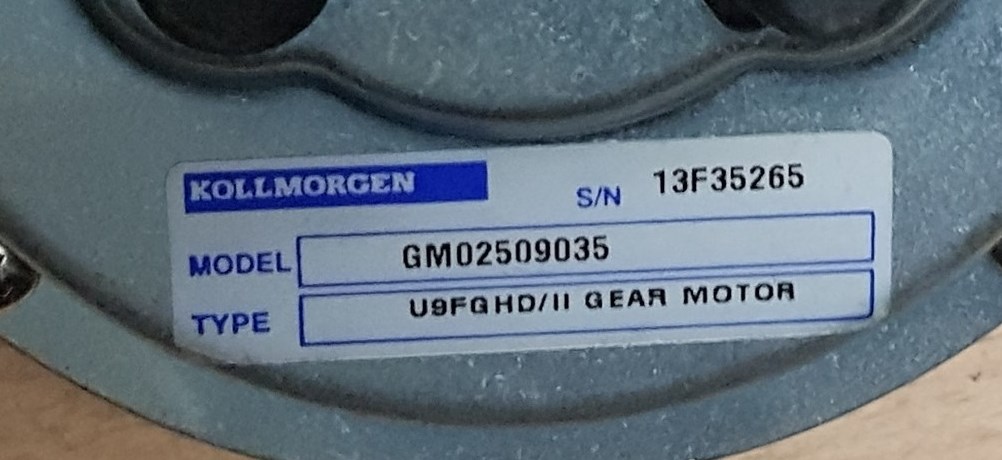 KOLLMORGEN S/N 13F35265
MODEL GM02509035
TYPE U9FGHD/II GEAR MOTOR